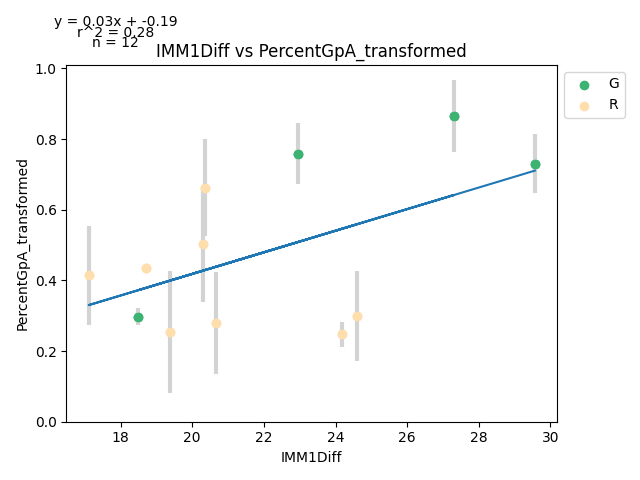 y = 0.03x + -0.19
r^2 = 0.28
n = 12
IMM1Diff vs PercentGpA_transformed
G
R
PercentGpA_transformed
1.0
0.8
0.6
0.4
0.2
0.0
18
20
22
24
26
28
30
IMM1Diff